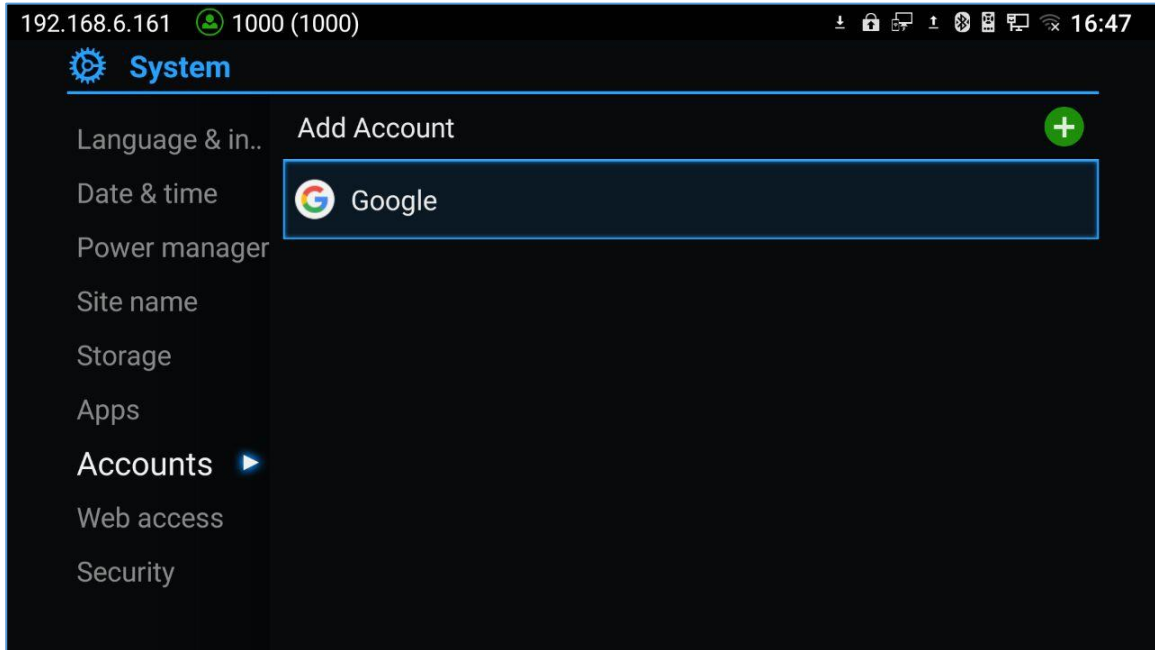 192.168.6.161 1000 (1000) 16:47
System
Language & in..
Date & time
Power manager
Site name
Storage
Apps
Accounts
Web access
Security
Add Account
Google